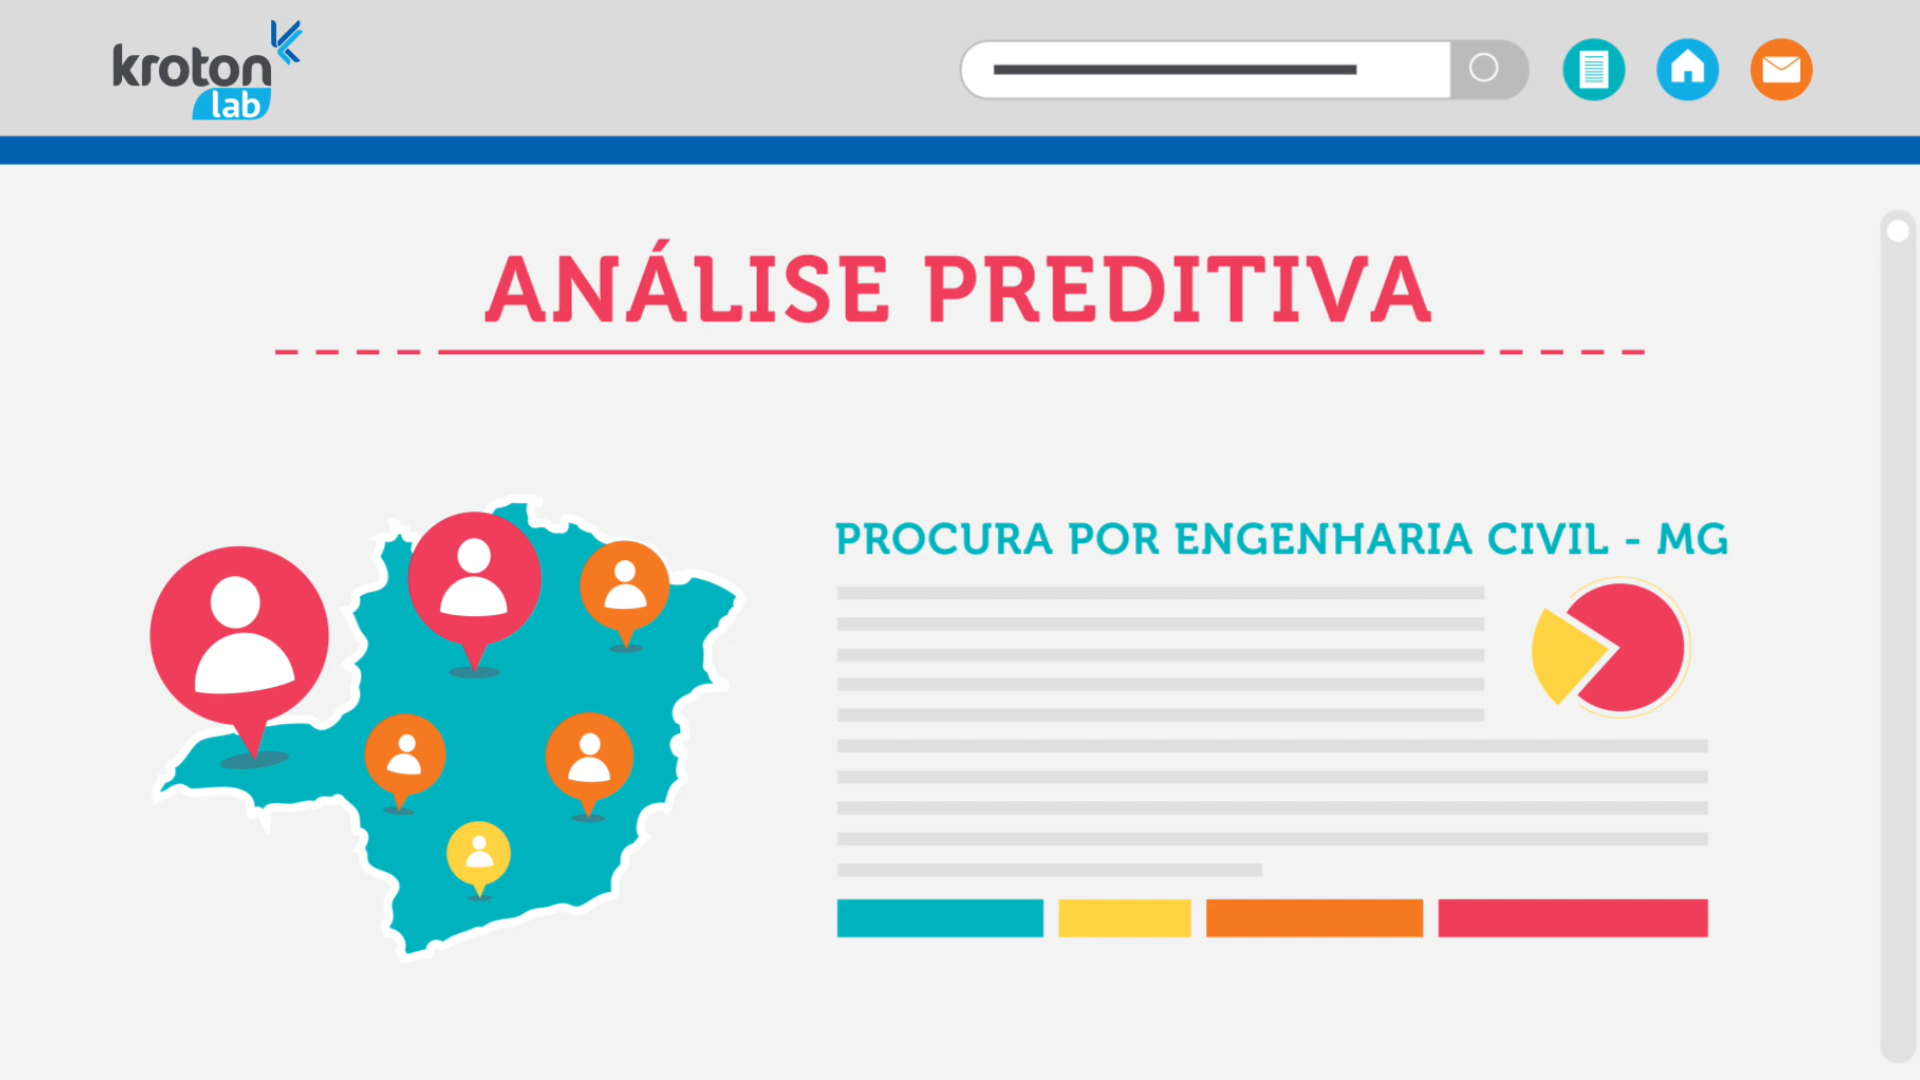 kroton
lab
ANÁLISE PREDITIVA
PROCURA POR ENGENHARIA CIVIL - MG